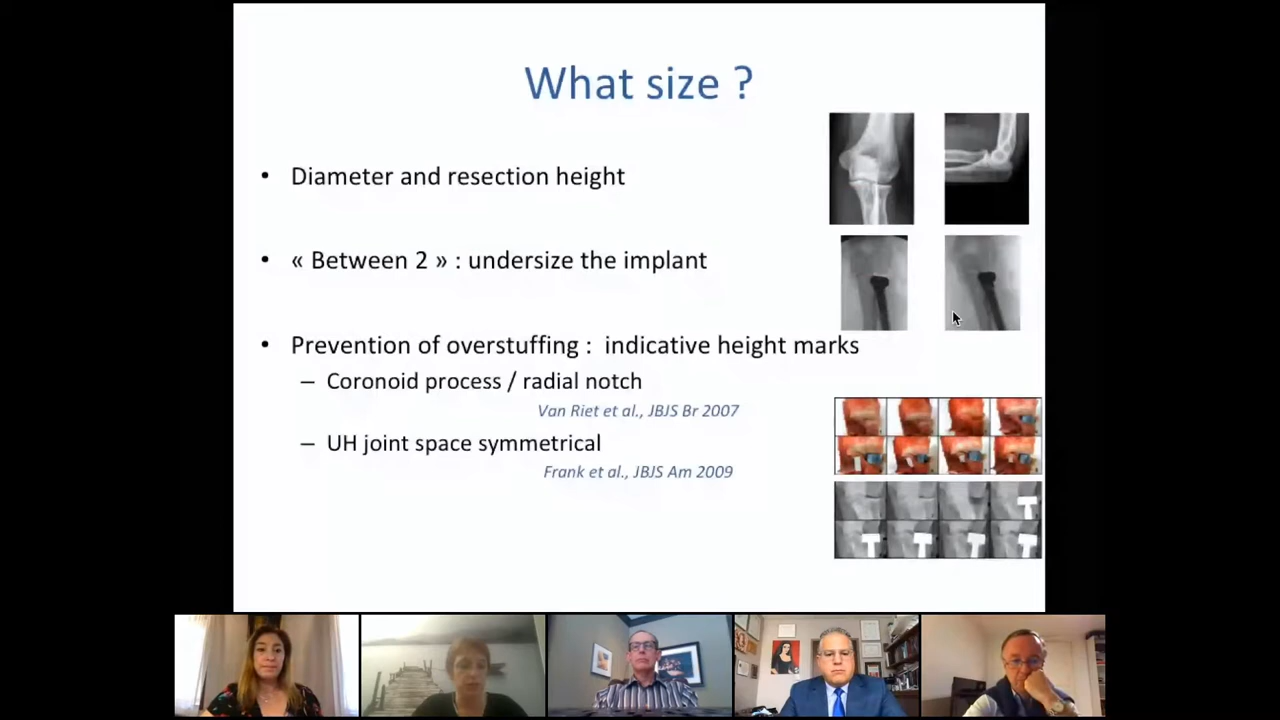 What size ?
• Diameter and resection height
• « Between 2 » : undersize the implant
• Prevention of overstuffing : indicative height marks
– Coronoid process / radial notch
Van Riet et al., JBJS Br 2007
– UH joint space symmetrical
Frank et al., JBJS Am 2009